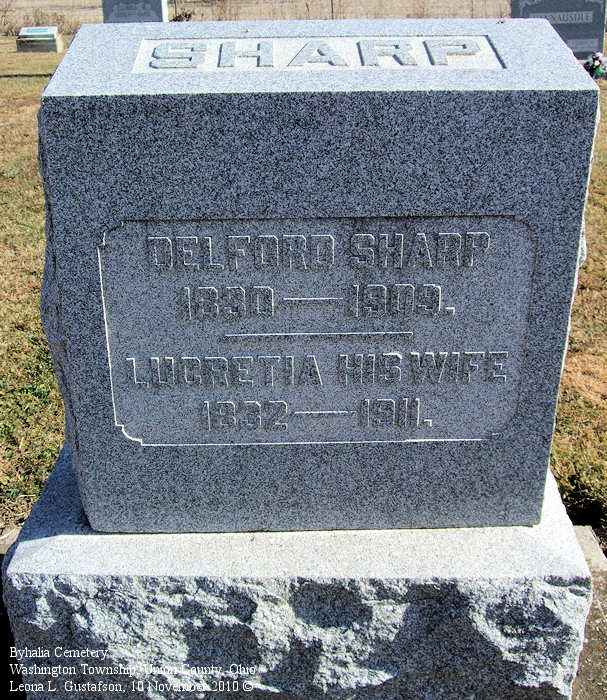 SHARP
DELFORD SHARP
1830 — 1909.
LUCRETIA HIS WIFE
1832 — 1911.
Byhalia Cemetery,
Washington Township, Union County, Ohio
Leona L. Gustafson, 10 November 2010 ©